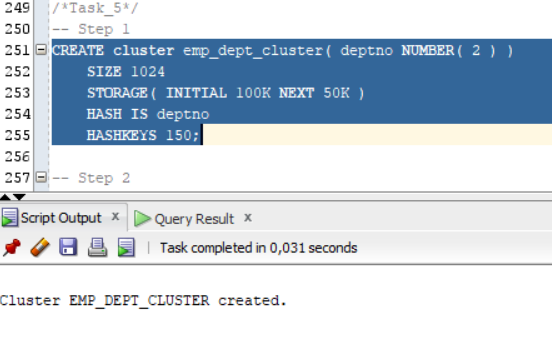 249 /*Task_5*/
250 -- Step 1
251 CREATE cluster emp_dept_cluster( deptno NUMBER( 2 ) )
252 SIZE 1024
253 STORAGE( INITIAL 100K NEXT 50K )
254 HASH IS deptno
255 HASHKEYS 150;
256
257 -- Step 2
Script Output x Query Result x
Task completed in 0,031 seconds
Cluster EMP_DEPT_CLUSTER created.